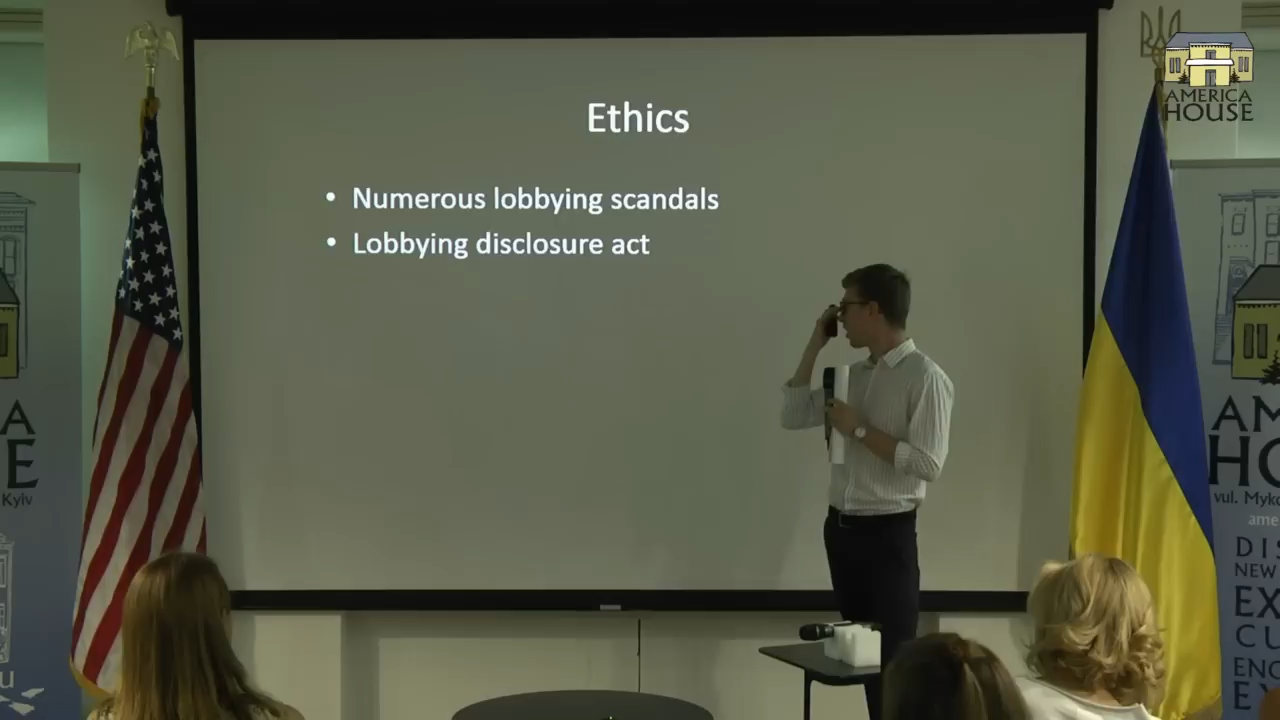 Ethics
• Numerous lobbying scandals
• Lobbying disclosure act
AMERICA
HOUSE
A
E
Kyiv
U
AM
HO
vul. Myko
ame
DIS
NEW
EX
CU
ENG
EX